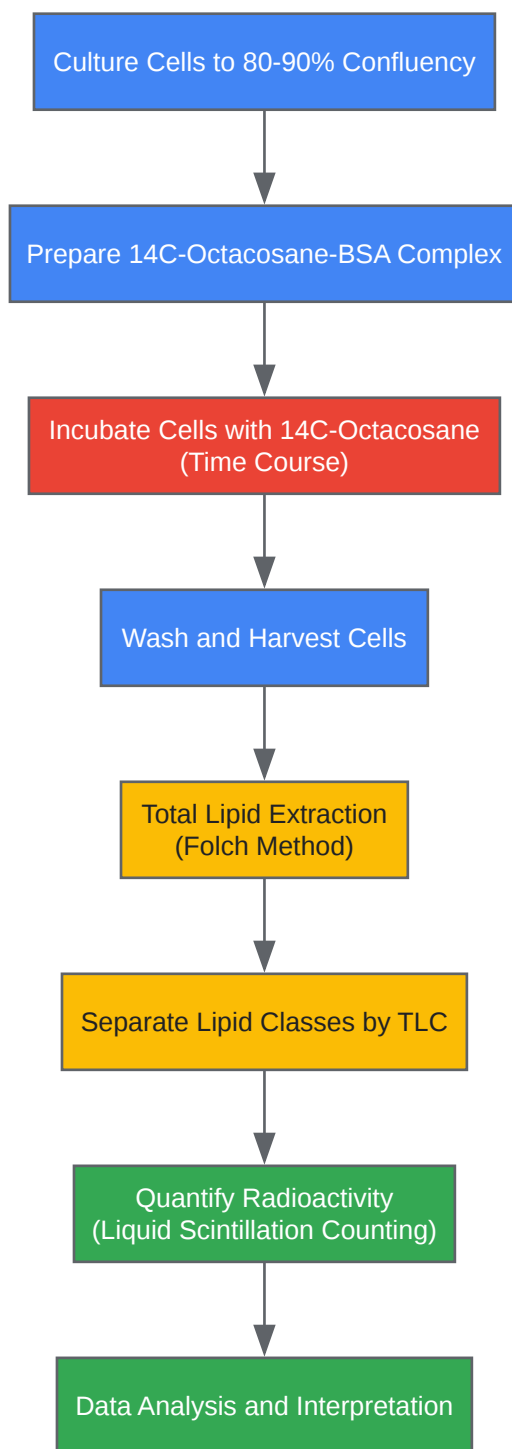 Culture Cells to 80-90% Confluency
Prepare 14C-Octacosane-BSA Complex
Incubate Cells with 14C-Octacosane
(Time Course)
Wash and Harvest Cells
Total Lipid Extraction
(Folch Method)
Separate Lipid Classes by TLC
Quantify Radioactivity
(Liquid Scintillation Counting)
Data Analysis and Interpretation